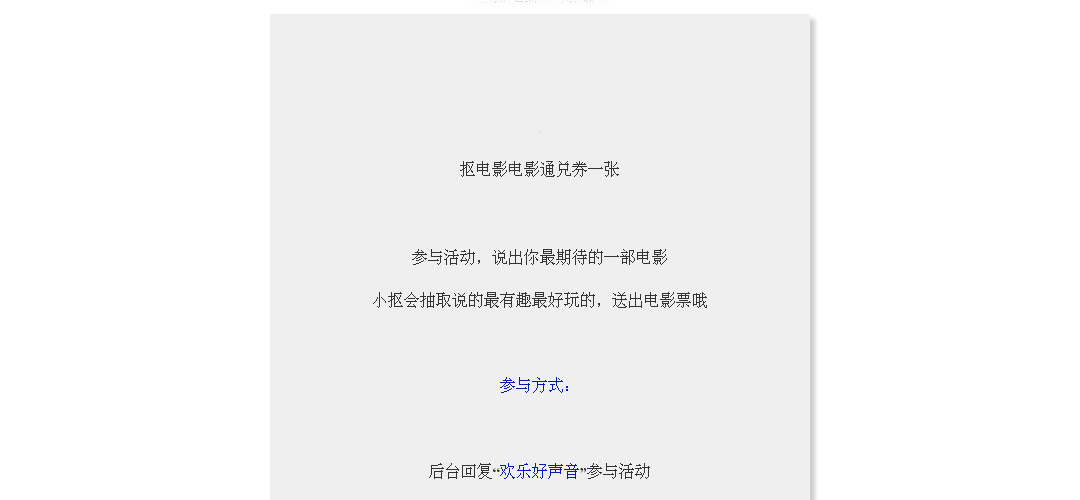 抠电影电影通兑券一张
参与活动，说出你最期待的一部电影
小抠会抽取说的最有趣最好玩的，送出电影票哦
参与方式：
后台回复“欢乐好声音”参与活动